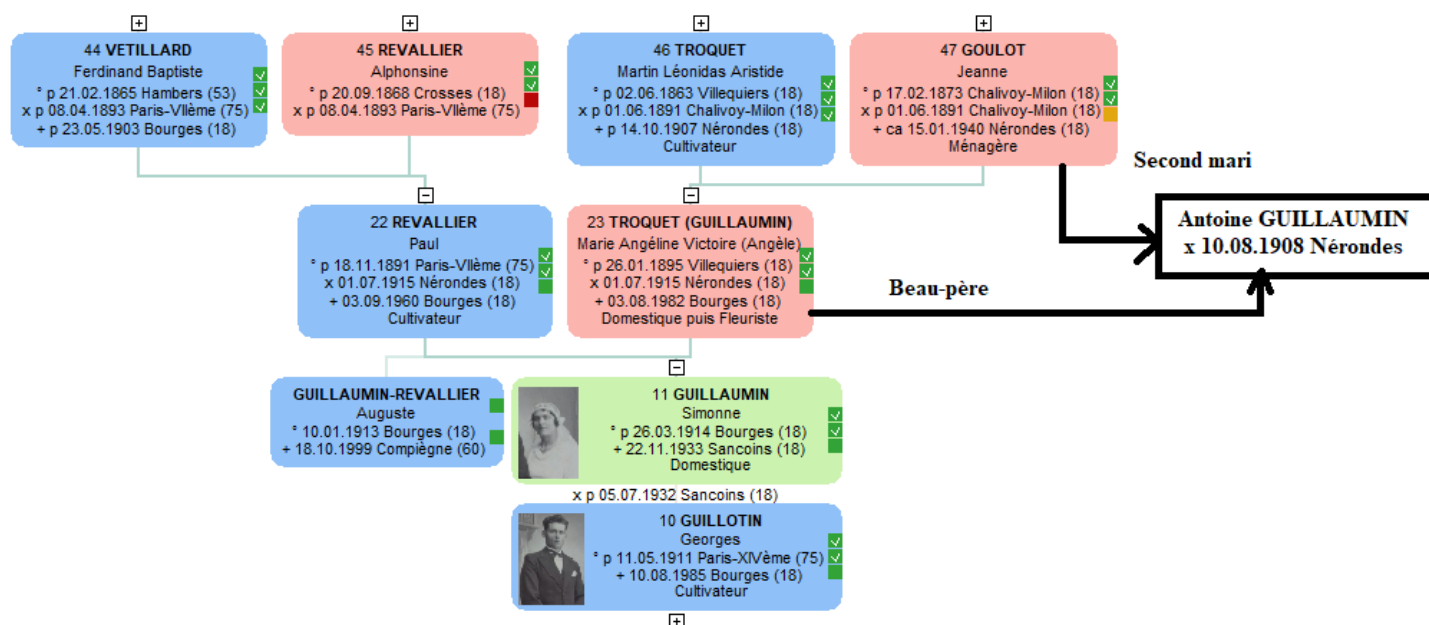 44 VETILLARD
Ferdinand Baptiste
° p 21.02.1865 Hambers (53)
x p 08.04.1893 Paris-VIIème (75)
+ p 23.05.1903 Bourges (18)
45 REVALLIER
Alphonsine
° p 20.09.1868 Crosses (18)
x p 08.04.1893 Paris-VIIème (75)
46 TROQUET
Martin Léonidas Aristide
° p 02.06.1863 Villequiers (18)
x p 01.06.1891 Chalivoy-Milon (18)
+ p 14.10.1907 Nérondes (18)
Cultivateur
47 GOULOT
Jeanne
° p 17.02.1873 Chalivoy-Milon (18)
x p 01.06.1891 Chalivoy-Milon (18)
+ ca 15.01.1940 Nérondes (18)
Ménagère
Second mari
Antoine GUILLAUMIN
x 10.08.1908 Nérondes
22 REVALLIER
Paul
° p 18.11.1891 Paris-VIIème (75)
x 01.07.1915 Nérondes (18)
+ 03.09.1960 Bourges (18)
Cultivateur
23 TROQUET (GUILLAUMIN)
Marie Angéline Victoire (Angèle)
° p 26.01.1895 Villequiers (18)
x 01.07.1915 Nérondes (18)
+ 03.08.1982 Bourges (18)
Domestique puis Fleuriste
Beau-père
GUILLAUMIN-REVALLIER
Auguste
° 10.01.1913 Bourges (18)
+ 18.10.1999 Compiègne (60)
11 GUILLAUMIN
Simonne
° p 26.03.1914 Bourges (18)
+ 22.11.1933 Sancoins (18)
Domestique
x p 05.07.1932 Sancoins (18)
10 GUILLOTIN
Georges
° p 11.05.1911 Paris-XIVème (75)
+ 10.08.1985 Bourges (18)
Cultivateur